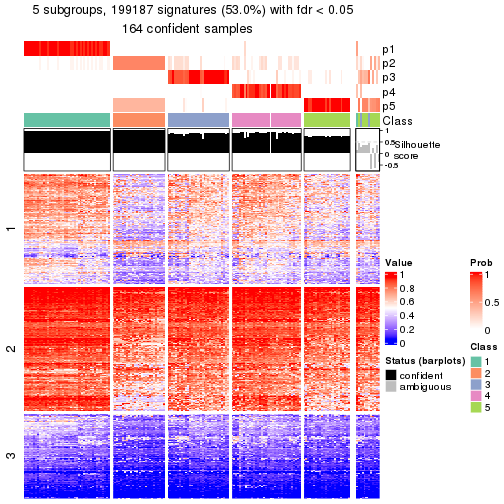 5 subgroups, 199187 signatures (53.0%) with fdr < 0.05
164 confident samples
p1
p2
p3
p4
p5
Class
1
0.5
0
-0.5
Silhouette
score
1
2
3
Value
1
0.8
0.6
0.4
0.2
0
Prob
1
0.5
0
Status (barplots)
confident
ambiguous
Class
1
2
3
4
5